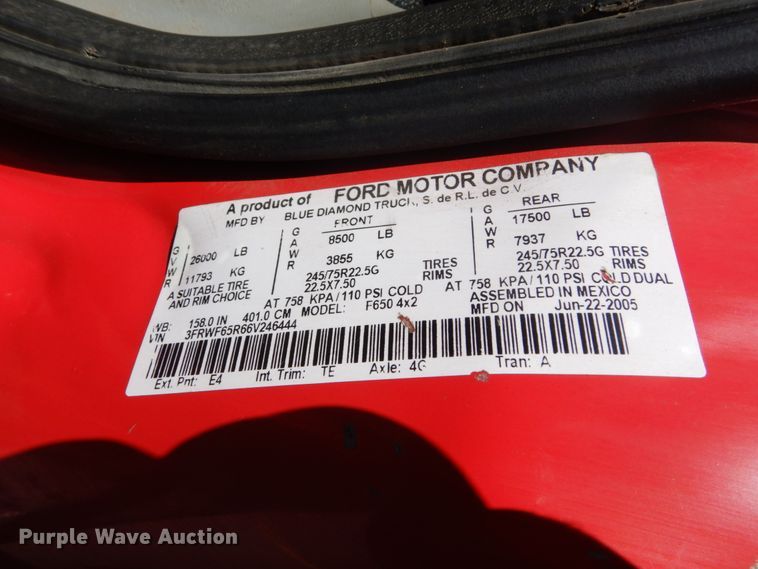 A product of FORD MOTOR COMPANY
MFD BY BLUE DIAMOND TRUCK, S. de R.L. de C.V.
GVWR 26000 LB 11793 KG
FRONT GAWR 8500 LB 3855 KG
REAR GAWR 17500 LB 7937 KG
A SUITABLE TIRE AND RIM CHOICE
245/75R22.5G TIRES
22.5X7.50 RIMS
AT 758 KPA/110 PSI COLD
245/75R22.5G TIRES
22.5X7.50 RIMS
AT 758 KPA/110 PSI COLD DUAL
ASSEMBLED IN MEXICO
WB: 158.0 IN 401.0 CM MODEL: F650 4x2 MFD ON Jun-22-2005
VIN 3FRWF65R66V246444
Ext. Pnt: E4 Int. Trim: TE Axle: 4G Tran: A
Purple Wave Auction